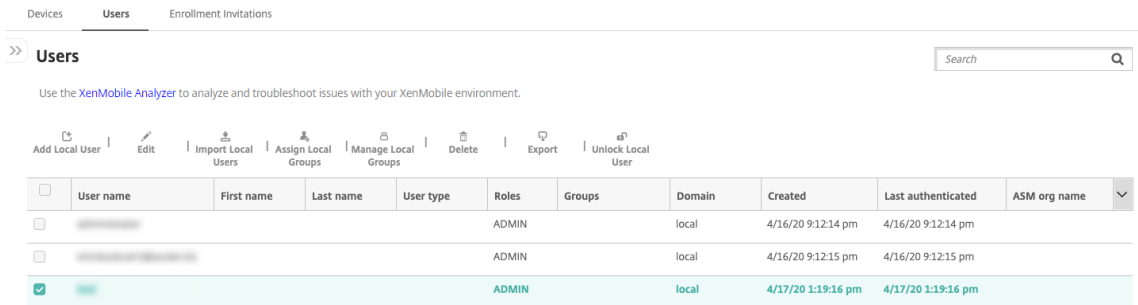 Devices Users Enrollment Invitations
Users
Search
Use the XenMobile Analyzer to analyze and troubleshoot issues with your XenMobile environment.
Add Local User | Edit | Import Local Users | Assign Local Groups | Manage Local Groups | Delete | Export | Unlock Local User
User name First name Last name User type Roles Groups Domain Created Last authenticated ASM org name
ADMIN local 4/16/20 9:12:14 pm 4/16/20 9:12:14 pm
ADMIN local 4/16/20 9:12:15 pm 4/16/20 9:12:15 pm
ADMIN local 4/17/20 1:19:16 pm 4/17/20 1:19:16 pm